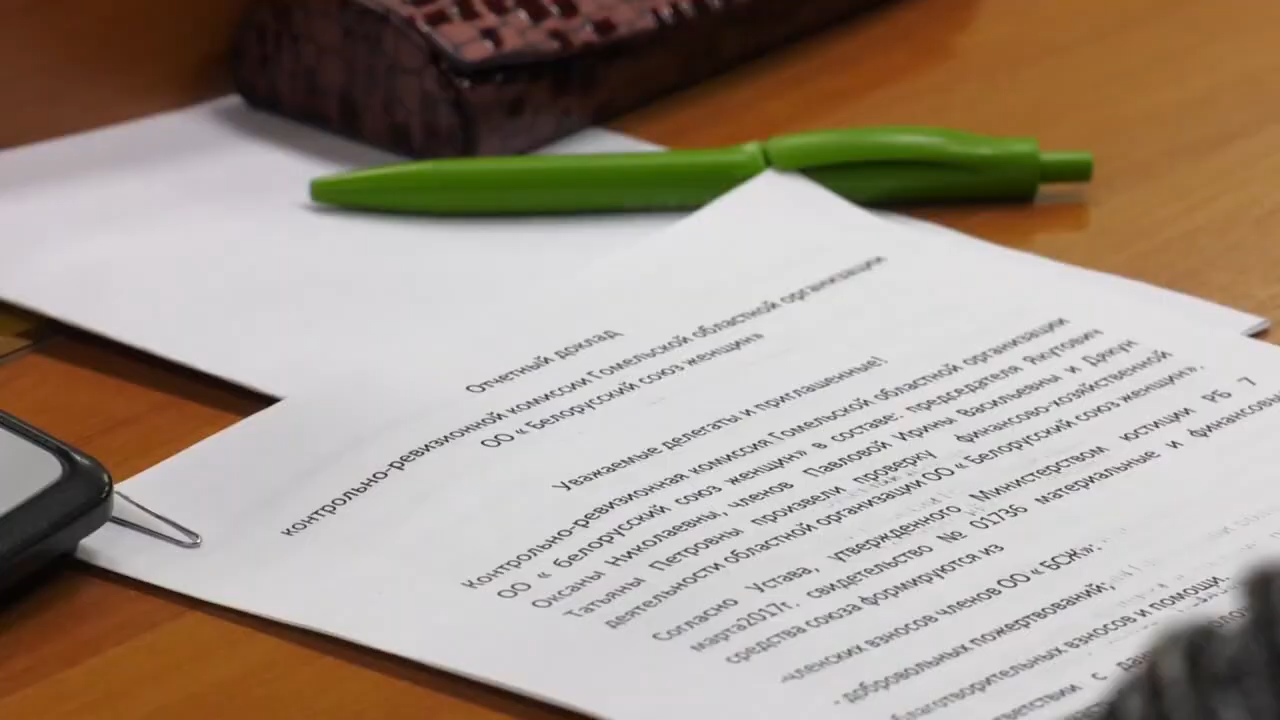 Отчетный доклад
контрольно-ревизионной комиссии Гомельской областной организации
ОО « Белорусский союз женщин»
Уважаемые делегаты и приглашенные!
Контрольно-ревизионная комиссия Гомельской областной организации
ОО « белорусский союз женщин» в составе: председателя Якутович
Оксаны Николаевны, членов Павловой Ирины Васильевны и Дякун
Татьяны Петровны произвели проверку финансово-хозяйственной
деятельности областной организации ОО « Белорусский союз женщин».
Согласно Устава, утвержденного Министерством юстиции РБ 7
марта2017г. свидетельство № 01736 материальные и финансовые
средства союза формируются из
-членских взносов членов ОО « БСЖ»;
- добровольных пожертвований;
благотворительных взносов и помощи,
с